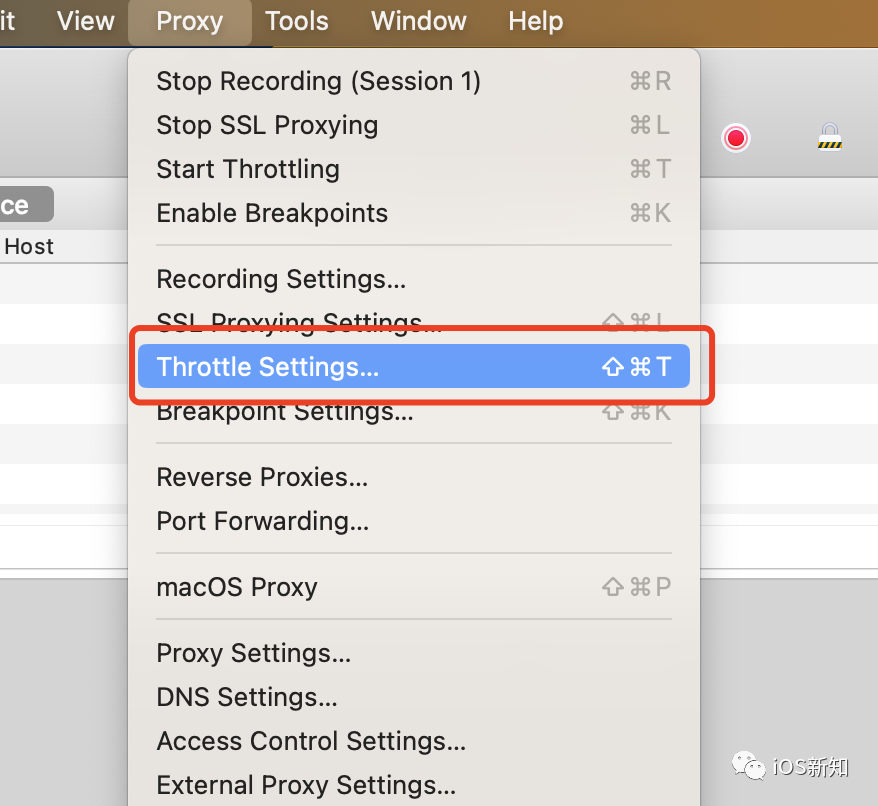 it View Proxy Tools Window Help
Stop Recording (Session 1) ⌘R
Stop SSL Proxying ⌘L
Start Throttling ⌘T
Enable Breakpoints ⌘K
ce
Host
Recording Settings...
SSL Proxying Settings... ⇧⌘L
Throttle Settings... ⇧⌘T
Breakpoint Settings... ⇧⌘K
Reverse Proxies...
Port Forwarding...
macOS Proxy ⇧⌘P
Proxy Settings...
DNS Settings...
Access Control Settings...
External Proxy Settings...
iOS新知